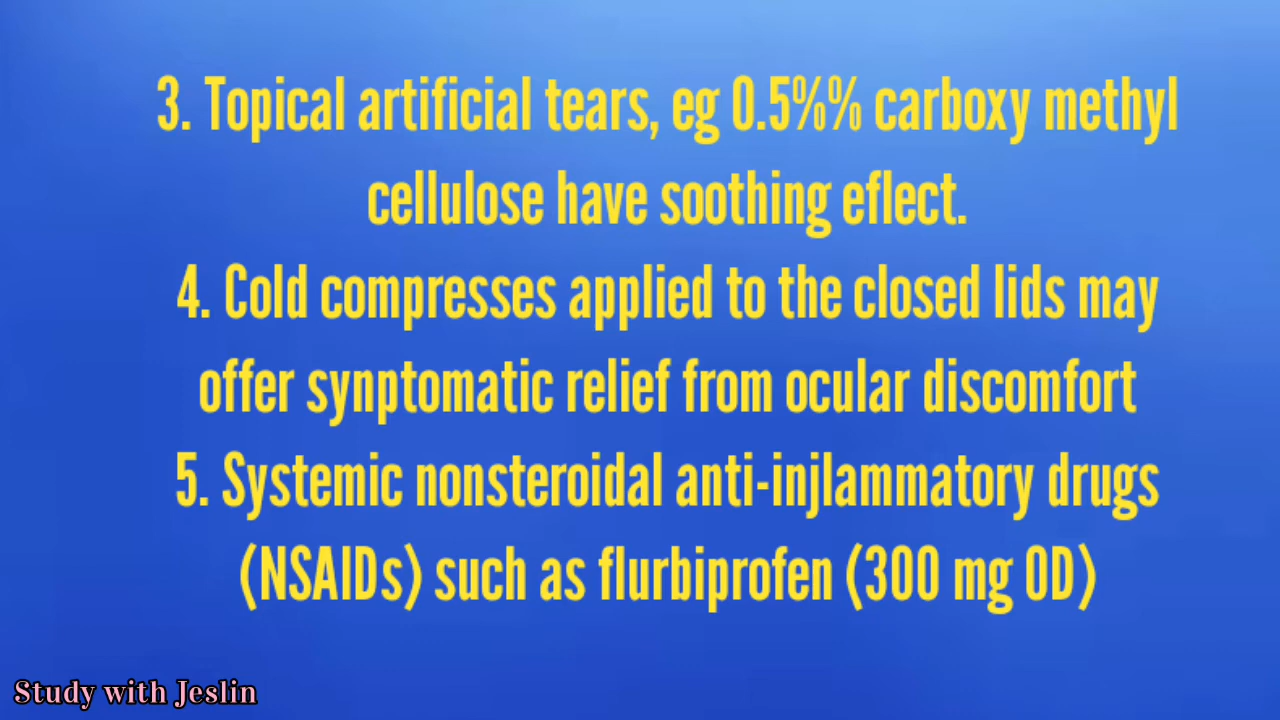 3. Topical artificial tears, eg 0.5%% carboxy methyl
cellulose have soothing eflect.
4. Cold compresses applied to the closed lids may
offer synptomatic relief from ocular discomfort
5. Systemic nonsteroidal anti-injlammatory drugs
(NSAIDs) such as flurbiprofen (300 mg OD)
Study with Jeslin